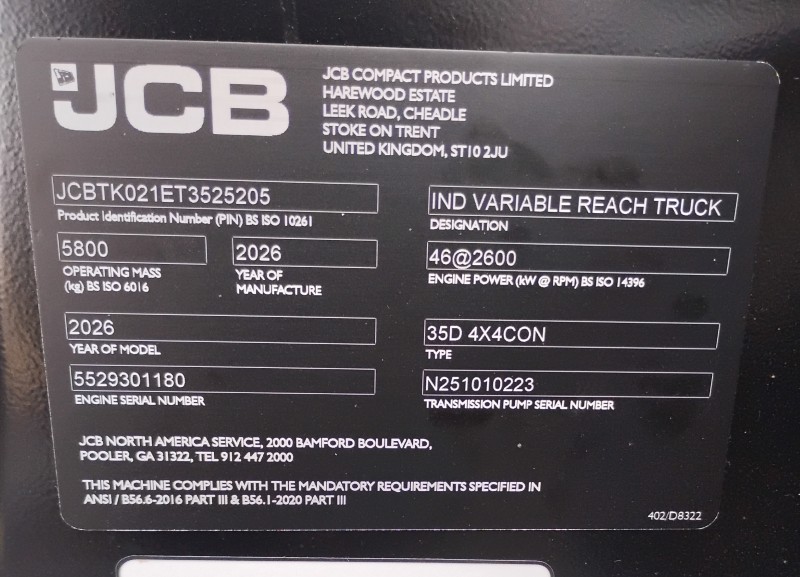 JCB
JCB COMPACT PRODUCTS LIMITED
HAREWOOD ESTATE
LEEK ROAD, CHEADLE
STOKE ON TRENT
UNITED KINGDOM, ST10 2JU
JCBTK021ET3525205
Product Identification Number (PIN) BS ISO 10261
IND VARIABLE REACH TRUCK
DESIGNATION
5800
OPERATING MASS
(kg) BS ISO 6016
2026
YEAR OF
MANUFACTURE
46@2600
ENGINE POWER (kW @ RPM) BS ISO 14396
2026
YEAR OF MODEL
35D 4X4CON
TYPE
5529301180
ENGINE SERIAL NUMBER
N251010223
TRANSMISSION PUMP SERIAL NUMBER
JCB NORTH AMERICA SERVICE, 2000 BAMFORD BOULEVARD,
POOLER, GA 31322, TEL 912 447 2000
THIS MACHINE COMPLIES WITH THE MANDATORY REQUIREMENTS SPECIFIED IN
ANSI / B56.6-2016 PART III & B56.1-2020 PART III
402/D8322